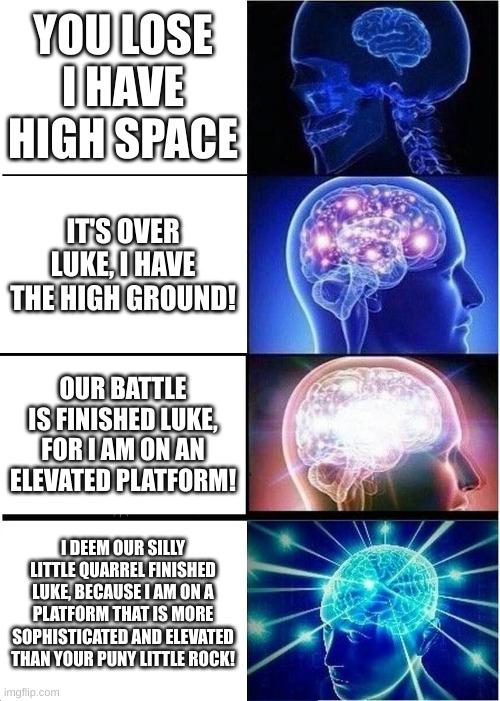 YOU LOSE
I HAVE
HIGH SPACE
IT'S OVER
LUKE, I HAVE
THE HIGH GROUND!
OUR BATTLE
IS FINISHED LUKE,
FOR I AM ON AN
ELEVATED PLATFORM!
I DEEM OUR SILLY
LITTLE QUARREL FINISHED
LUKE, BECAUSE I AM ON A
PLATFORM THAT IS MORE
SOPHISTICATED AND ELEVATED
THAN YOUR PUNY LITTLE ROCK!
imgflip.com